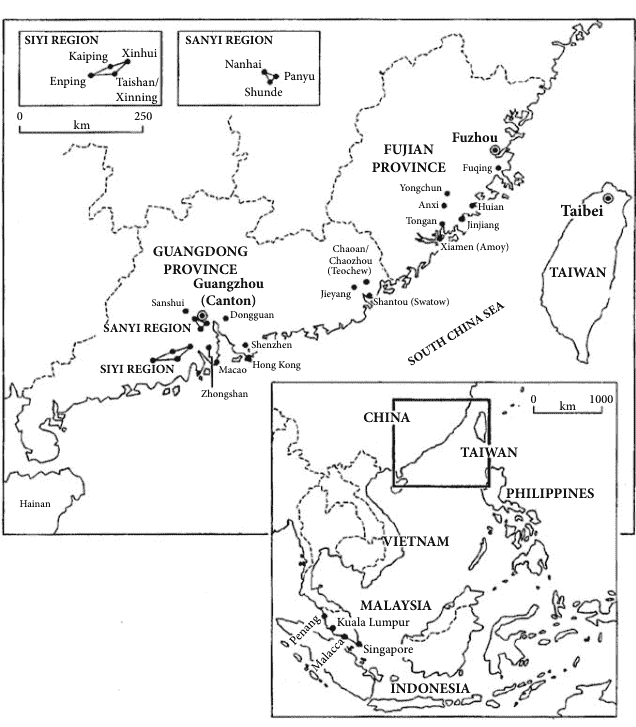 SIYI REGION
Kaiping
Xinhui
Enping
Taishan/
Xinning
SANYI REGION
Nanhai
Panyu
Shunde
0
250
km
FUJIAN
PROVINCE
Fuzhou
Fuqing
Yongchun
Anxi
Huian
Tongan
Jinjiang
Xiamen (Amoy)
Taibei
TAIWAN
GUANGDONG
PROVINCE
Guangzhou
(Canton)
Chaoan/
Chaozhou
(Teochew)
Jieyang
Shantou (Swatow)
Sanshui
Dongguan
SANYI REGION
SIYI REGION
Shenzhen
Hong Kong
Macao
Zhongshan
SOUTH CHINA SEA
Hainan
CHINA
0
1000
km
TAIWAN
PHILIPPINES
VIETNAM
MALAYSIA
Penang
Kuala Lumpur
Malacca
Singapore
INDONESIA